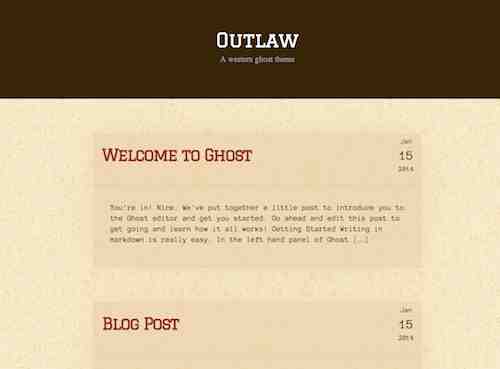 Outlaw
A western ghost theme
Jan
Welcome to Ghost
15
2014
You're in! Nice. We've put together a little post to introduce you to
the Ghost editor and get you started. Go ahead and edit this post to
get going and learn how it all works! Getting Started Writing in
markdown is really easy. In the left hand panel of Ghost [...]
Jan
Blog Post
15
2014